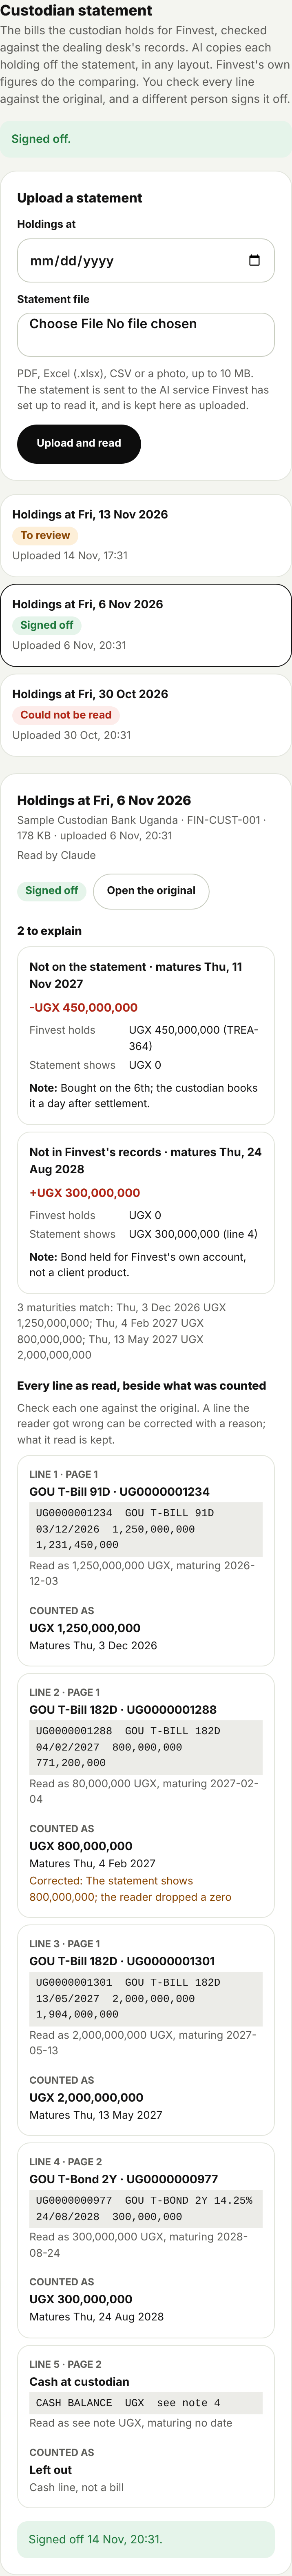 Custodian statement
The bills the custodian holds for Finvest, checked
against the dealing desk's records. AI copies each
holding off the statement, in any layout. Finvest's own
figures do the comparing. You check every line
against the original, and a different person signs it off.
Signed off.
Upload a statement
Holdings at
mm/dd/yyyy
Statement file
Choose File No file chosen
PDF, Excel (.xlsx), CSV or a photo, up to 10 MB.
The statement is sent to the AI service Finvest has
set up to read it, and is kept here as uploaded.
Upload and read
Holdings at Fri, 13 Nov 2026
To review
Uploaded 14 Nov, 17:31
Holdings at Fri, 6 Nov 2026
Signed off
Uploaded 6 Nov, 20:31
Holdings at Fri, 30 Oct 2026
Could not be read
Uploaded 30 Oct, 20:31
Holdings at Fri, 6 Nov 2026
Sample Custodian Bank Uganda · FIN-CUST-001 ·
178 KB · uploaded 6 Nov, 20:31
Read by Claude
Signed off Open the original
2 to explain
Not on the statement · matures Thu, 11
Nov 2027
-UGX 450,000,000
Finvest holds UGX 450,000,000 (TREA-
364)
Statement shows UGX 0
Note: Bought on the 6th; the custodian books
it a day after settlement.
Not in Finvest's records · matures Thu, 24
Aug 2028
+UGX 300,000,000
Finvest holds UGX 0
Statement shows UGX 300,000,000 (line 4)
Note: Bond held for Finvest's own account,
not a client product.
3 maturities match: Thu, 3 Dec 2026 UGX
1,250,000,000; Thu, 4 Feb 2027 UGX
800,000,000; Thu, 13 May 2027 UGX
2,000,000,000
Every line as read, beside what was counted
Check each one against the original. A line the
reader got wrong can be corrected with a reason;
what it read is kept.
LINE 1 · PAGE 1
GOU T-Bill 91D · UG0000001234
UG0000001234 GOU T-BILL 91D
03/12/2026 1,250,000,000
1,231,450,000
Read as 1,250,000,000 UGX, maturing 2026-
12-03
COUNTED AS
UGX 1,250,000,000
Matures Thu, 3 Dec 2026
LINE 2 · PAGE 1
GOU T-Bill 182D · UG0000001288
UG0000001288 GOU T-BILL 182D
04/02/2027 800,000,000
771,200,000
Read as 80,000,000 UGX, maturing 2027-02-
04
COUNTED AS
UGX 800,000,000
Matures Thu, 4 Feb 2027
Corrected: The statement shows
800,000,000; the reader dropped a zero
LINE 3 · PAGE 1
GOU T-Bill 182D · UG0000001301
UG0000001301 GOU T-BILL 182D
13/05/2027 2,000,000,000
1,904,000,000
Read as 2,000,000,000 UGX, maturing 2027-
05-13
COUNTED AS
UGX 2,000,000,000
Matures Thu, 13 May 2027
LINE 4 · PAGE 2
GOU T-Bond 2Y · UG0000000977
UG0000000977 GOU T-BOND 2Y 14.25%
24/08/2028 300,000,000
Read as 300,000,000 UGX, maturing 2028-
08-24
COUNTED AS
UGX 300,000,000
Matures Thu, 24 Aug 2028
LINE 5 · PAGE 2
Cash at custodian
CASH BALANCE UGX see note 4
Read as see note UGX, maturing no date
COUNTED AS
Left out
Cash line, not a bill
Signed off 14 Nov, 20:31.